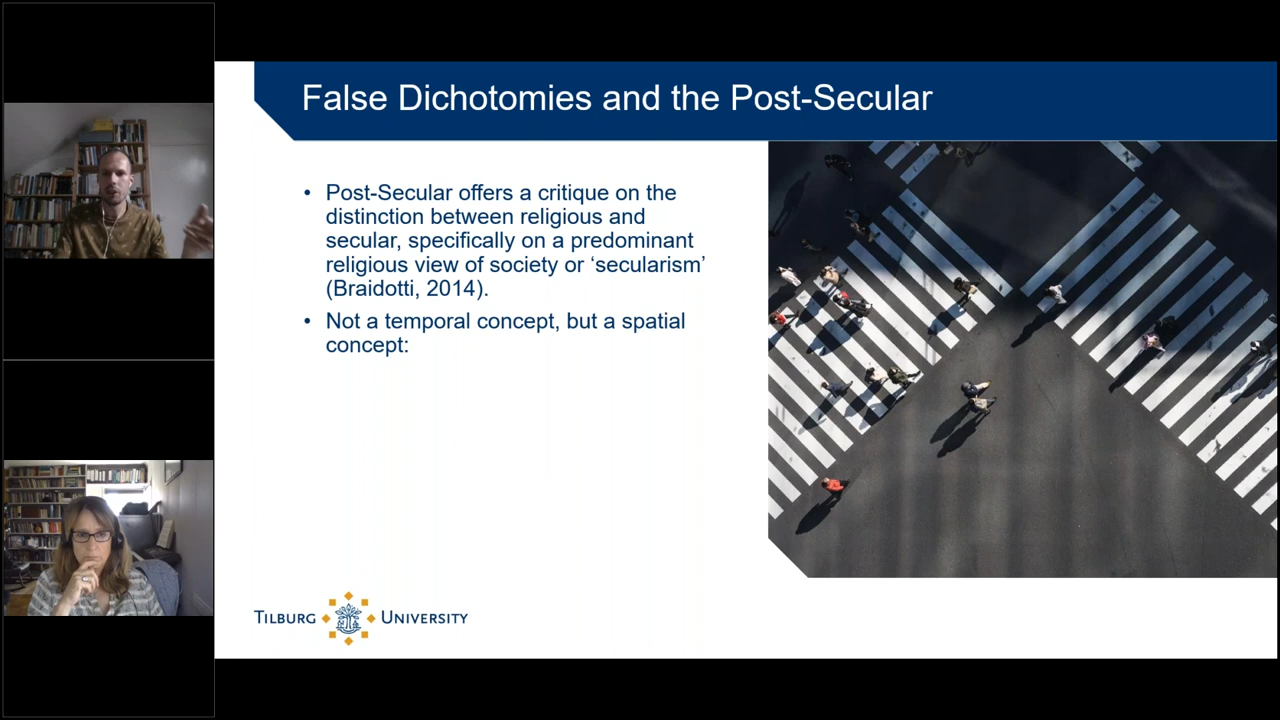 False Dichotomies and the Post-Secular
• Post-Secular offers a critique on the
distinction between religious and
secular, specifically on a predominant
religious view of society or ‘secularism’
(Braidotti, 2014).
• Not a temporal concept, but a spatial
concept:
TILBURG UNIVERSITY